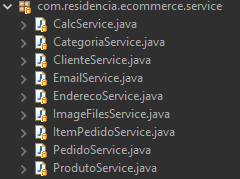 com.residencia.ecommerce.service
CalcService.java
CategoriaService.java
ClienteService.java
EmailService.java
EnderecoService.java
ImageFilesService.java
ItemPedidoService.java
PedidoService.java
ProdutoService.java